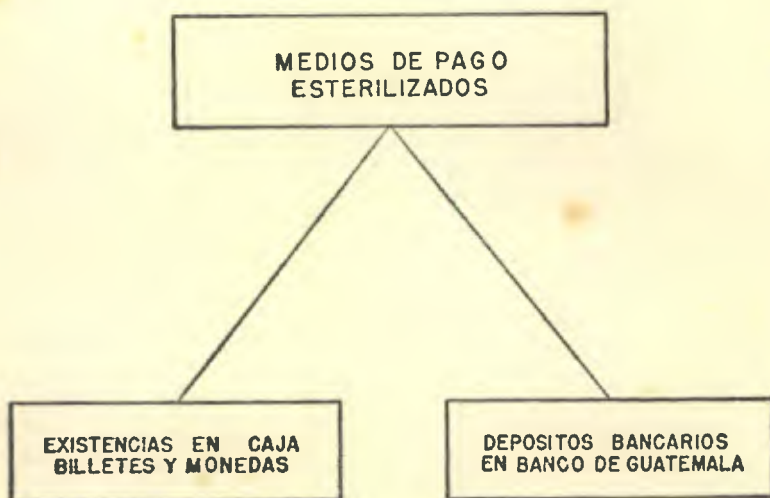 MEDIOS DE PAGO
ESTERILIZADOS
EXISTENCIAS EN CAJA
BILLETES Y MONEDAS
DEPOSITOS BANCARIOS
EN BANCO DE GUATEMALA